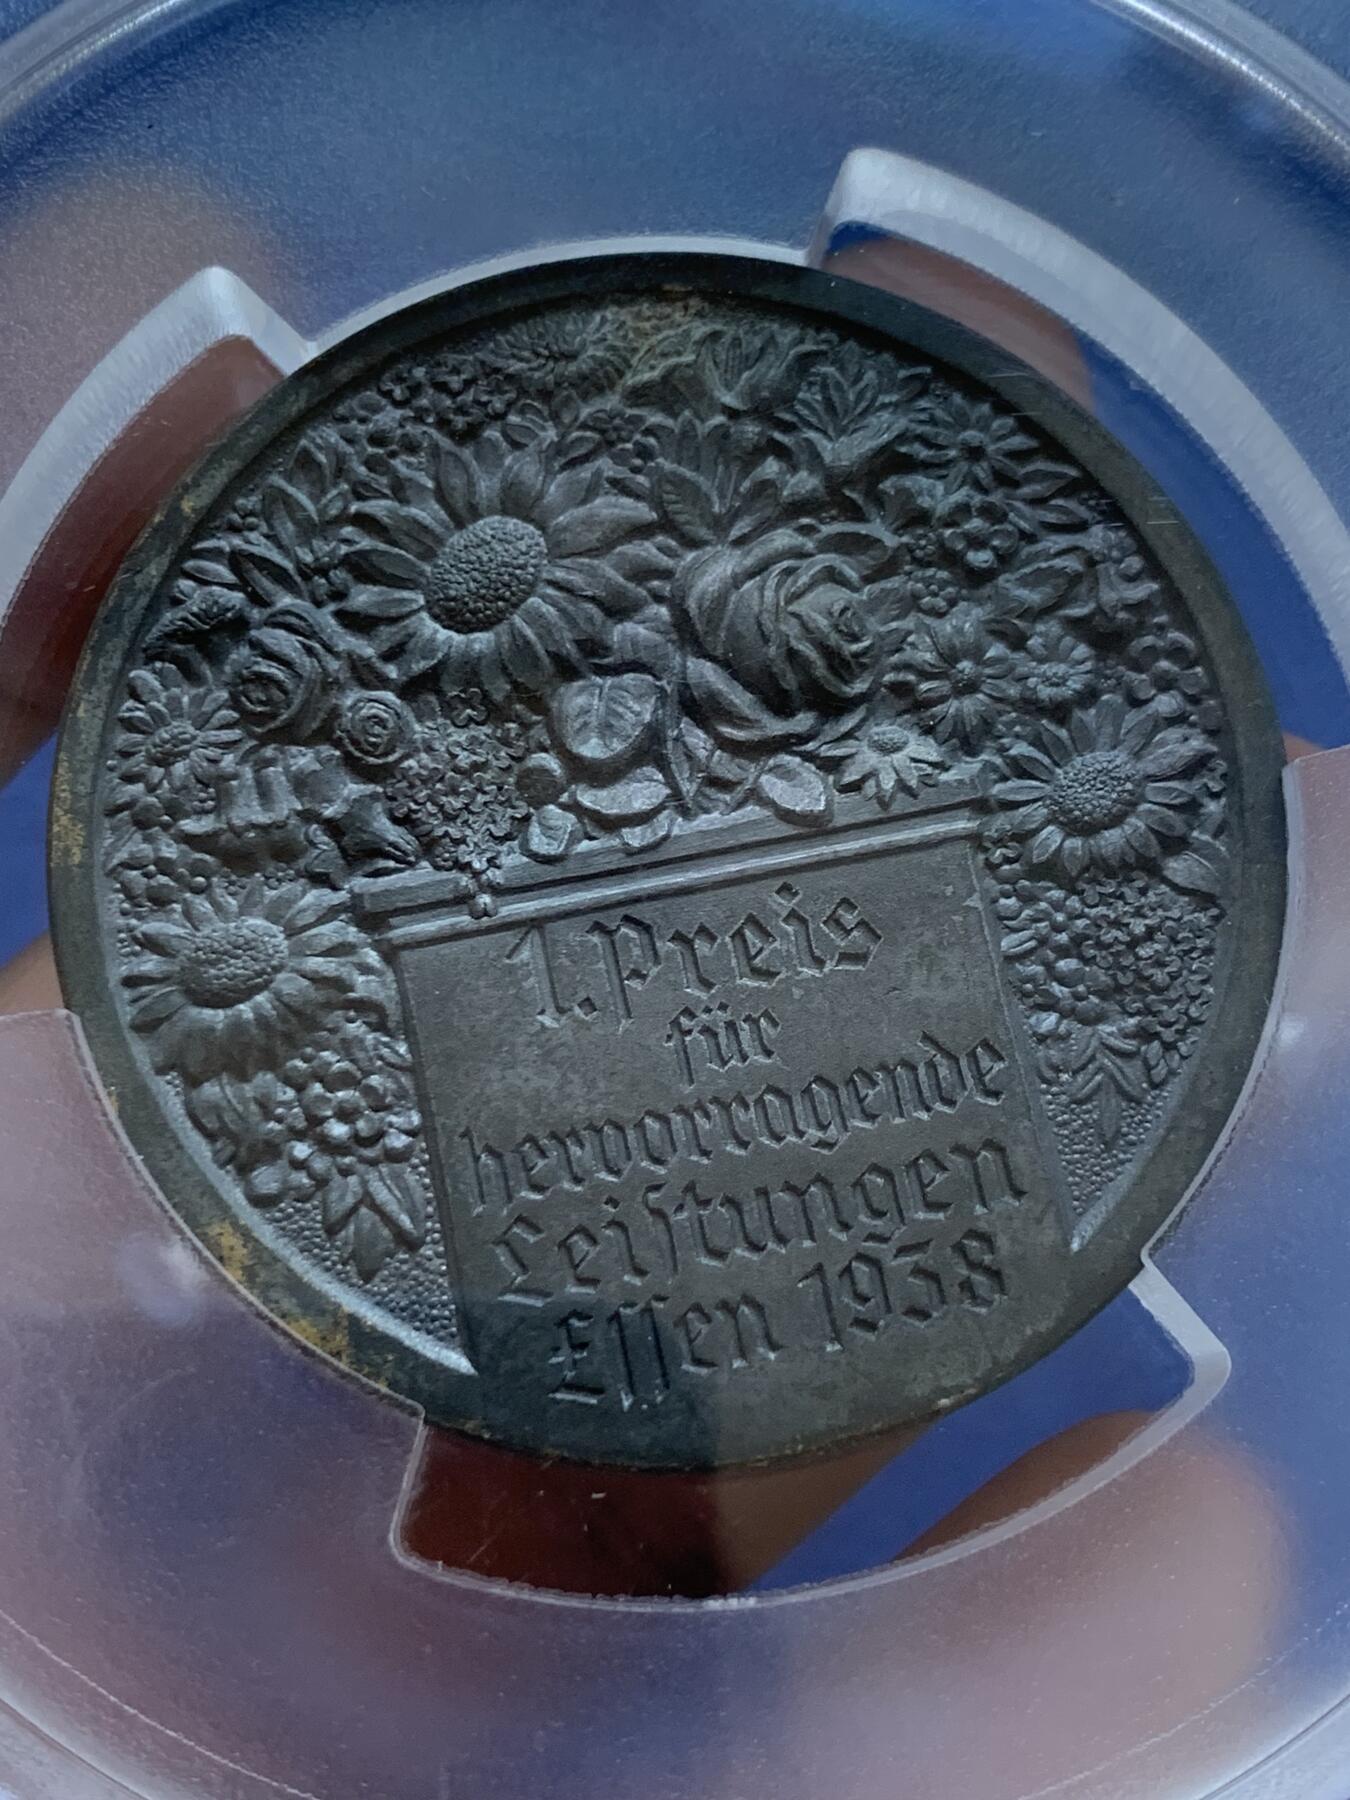 1. Preis
für
hervorragende
Leiſtungen
Eſſen 1938